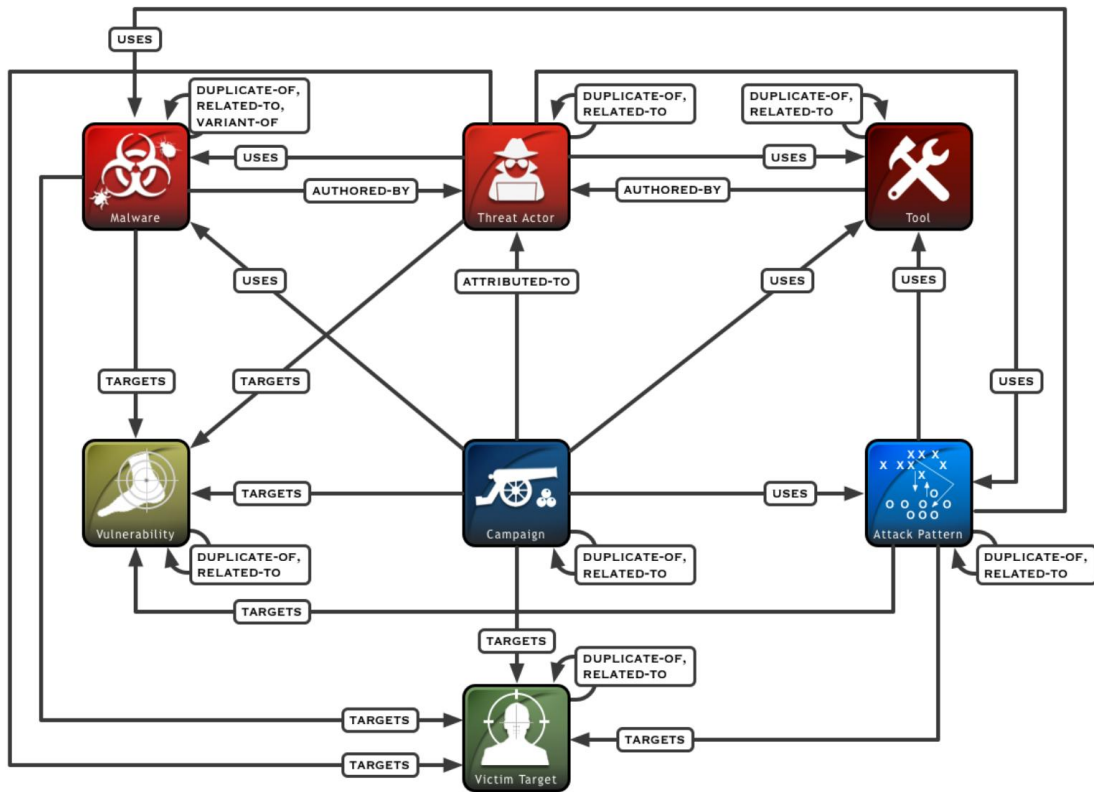 USES
DUPLICATE-OF,
RELATED-TO,
VARIANT-OF
DUPLICATE-OF,
RELATED-TO
DUPLICATE-OF,
RELATED-TO
USES
USES
AUTHORED-BY
AUTHORED-BY
Malware
Threat Actor
Tool
USES
ATTRIBUTED-TO
USES
USES
TARGETS
TARGETS
USES
X X X X
X X X X
X
O
O O O O
O O O
TARGETS
USES
Vulnerability
Campaign
Attack Pattern
DUPLICATE-OF,
RELATED-TO
DUPLICATE-OF,
RELATED-TO
DUPLICATE-OF,
RELATED-TO
TARGETS
TARGETS
DUPLICATE-OF,
RELATED-TO
TARGETS
TARGETS
TARGETS
Victim Target